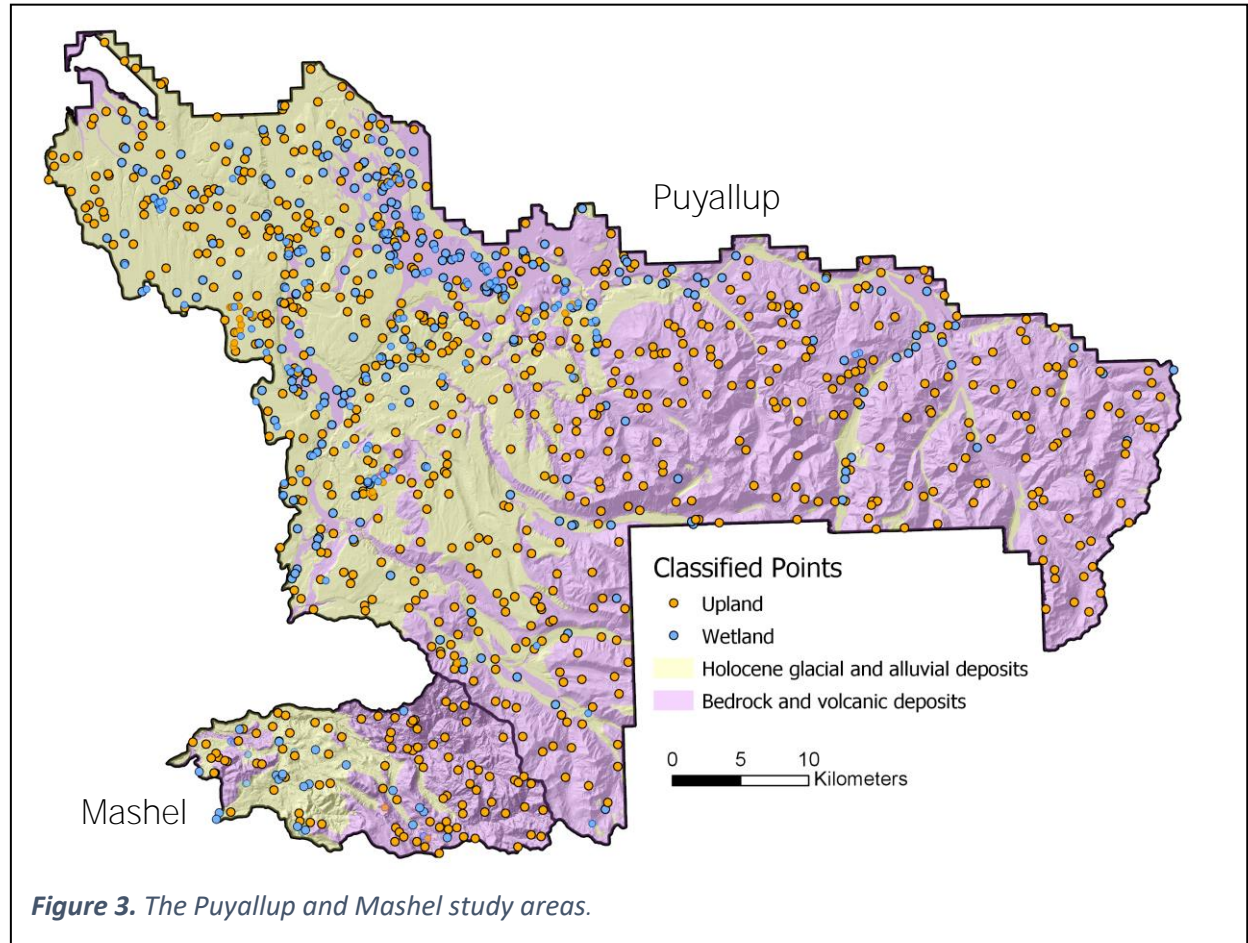 Puyallup
Classified Points
Upland
Wetland
Holocene glacial and alluvial deposits
Bedrock and volcanic deposits
0 5 10
Kilometers
Mashel
Figure 3. The Puyallup and Mashel study areas.